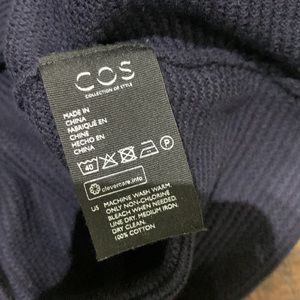 COS
COLLECTION OF STYLE
MADE IN
CHINA
FABRIQUÉ EN
CHINE
HECHO EN
CHINA
40 P
clevercare.info
US MACHINE WASH WARM.
ONLY NON-CHLORINE
BLEACH WHEN NEEDED.
LINE DRY. MEDIUM IRON.
DRY CLEAN.
100% COTTON